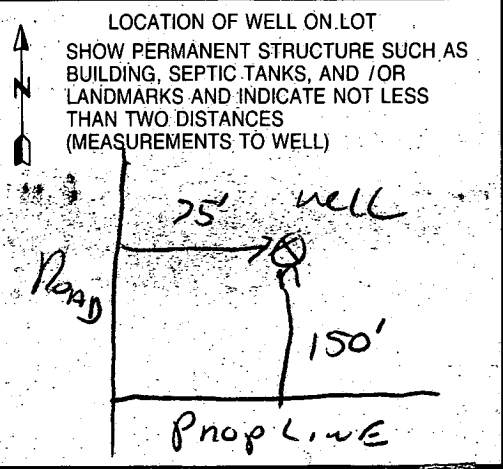 LOCATION OF WELL ON LOT
N
SHOW PERMANENT STRUCTURE SUCH AS
BUILDING, SEPTIC TANKS, AND / OR
LANDMARKS AND INDICATE NOT LESS
THAN TWO DISTANCES
(MEASUREMENTS TO WELL)
75' well
ROAD
150'
Prop LINE